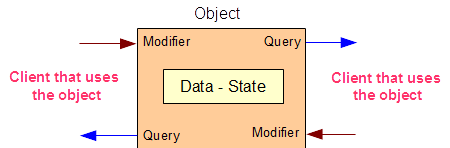 Object
Modifier
Query
Client that uses
the object
Data - State
Client that uses
the object
Query
Modifier